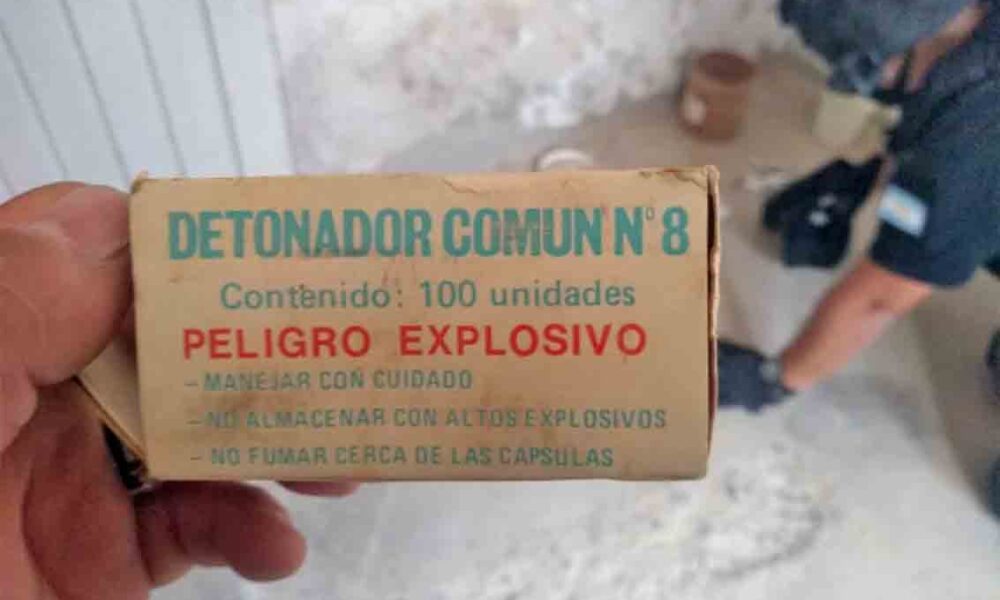 DETONADOR COMUN N° 8
Contenido: 100 unidades
PELIGRO EXPLOSIVO
- MANEJAR CON CUIDADO
- NO ALMACENAR CON ALTOS EXPLOSIVOS
- NO FUMAR CERCA DE LAS CAPSULAS